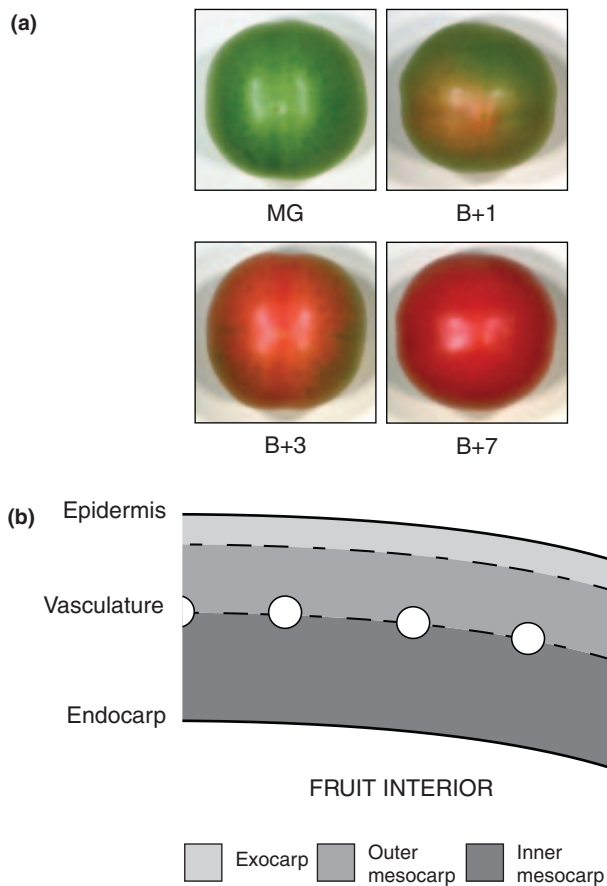 (a)
MG
B+1
B+3
B+7
(b)
Epidermis
Vasculature
Endocarp
FRUIT INTERIOR
Exocarp
Outer
mesocarp
Inner
mesocarp